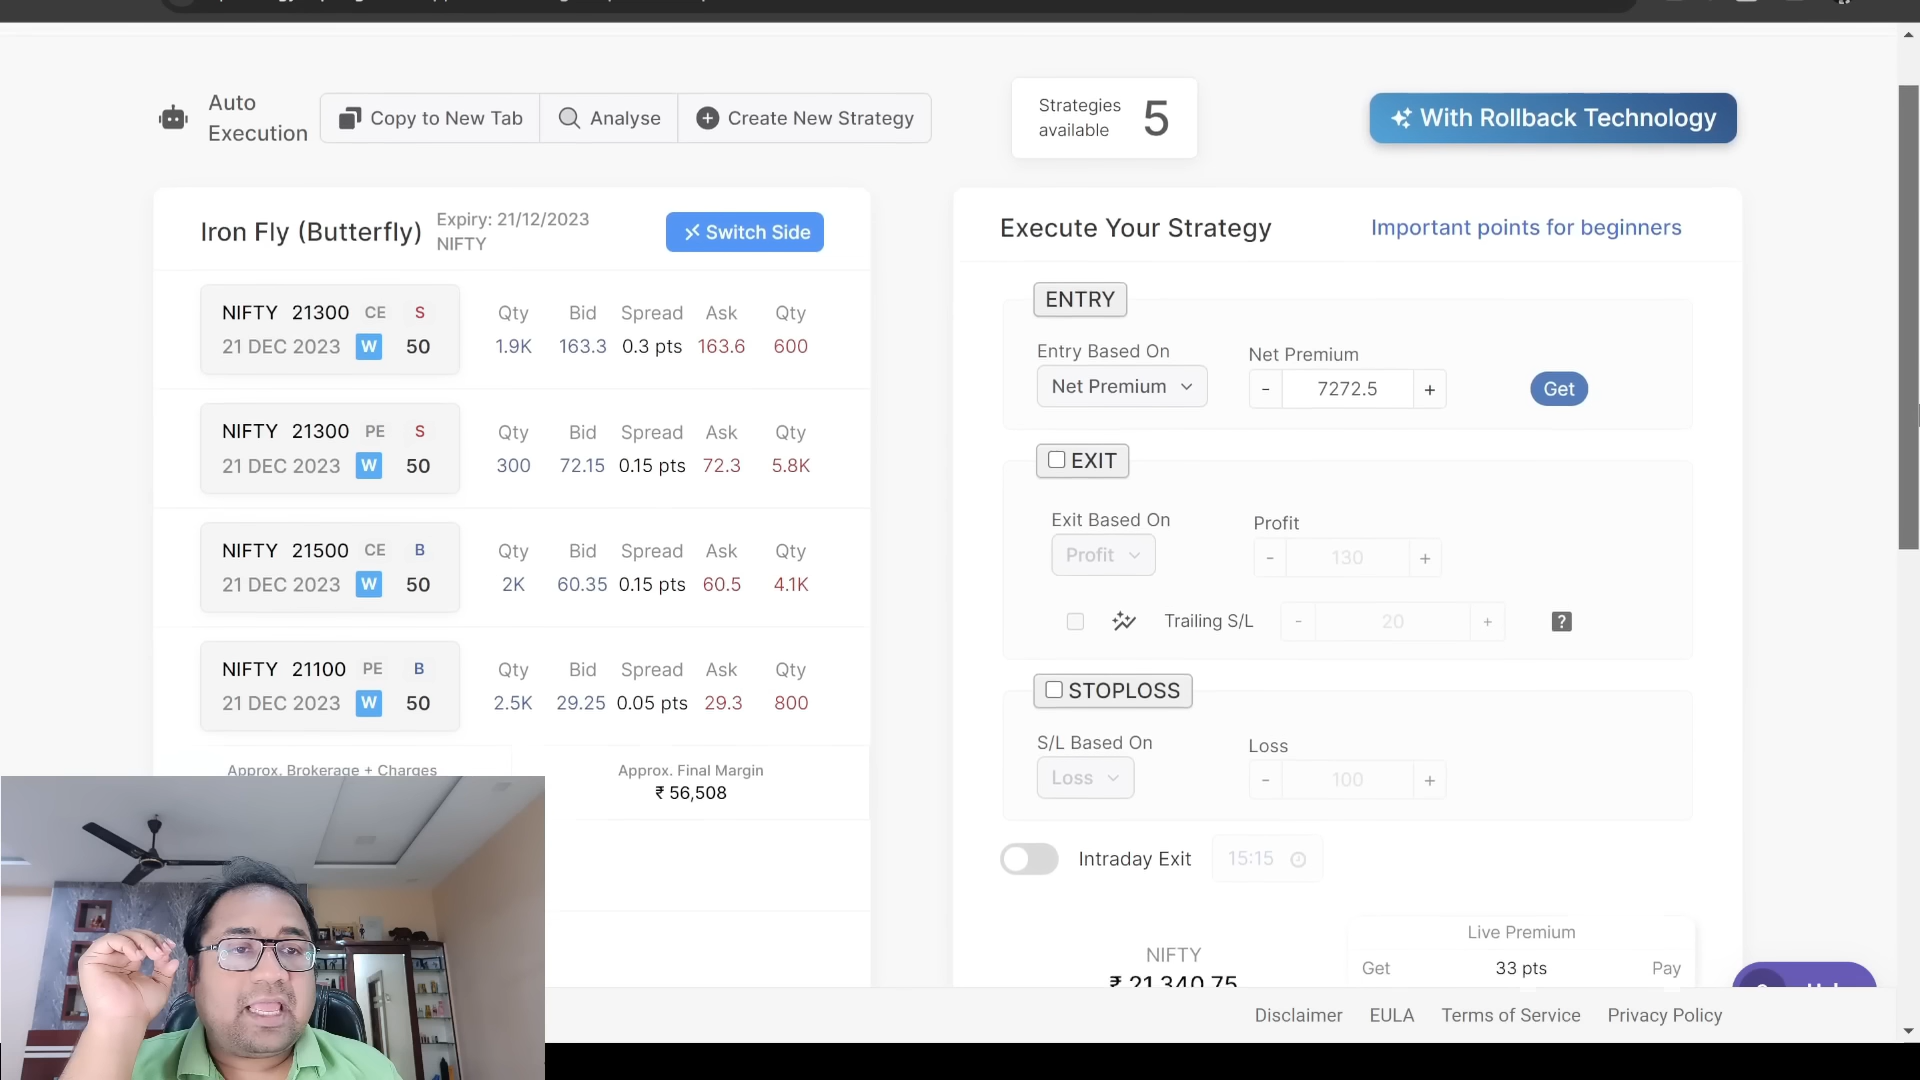 Auto
Execution
Copy to New Tab
Analyse
Create New Strategy
Strategies
available
5
With Rollback Technology
Iron Fly (Butterfly)
Expiry: 21/12/2023
NIFTY
Switch Side
NIFTY 21300 CE S
21 DEC 2023 W 50
Qty Bid Spread Ask Qty
1.9K 163.3 0.3 pts 163.6 600
NIFTY 21300 PE S
21 DEC 2023 W 50
Qty Bid Spread Ask Qty
300 72.15 0.15 pts 72.3 5.8K
NIFTY 21500 CE B
21 DEC 2023 W 50
Qty Bid Spread Ask Qty
2K 60.35 0.15 pts 60.5 4.1K
NIFTY 21100 PE B
21 DEC 2023 W 50
Qty Bid Spread Ask Qty
2.5K 29.25 0.05 pts 29.3 800
Approx. Brokerage + Charges
Approx. Final Margin
₹ 56,508
Execute Your Strategy
Important points for beginners
ENTRY
Entry Based On
Net Premium
Net Premium
- 7272.5 +
Get
EXIT
Exit Based On
Profit
Profit
- 130 +
Trailing S/L
- 20 +
?
STOPLOSS
S/L Based On
Loss
Loss
- 100 +
Intraday Exit
15:15
NIFTY
₹ 21,340.75
Live Premium
Get 33 pts Pay
Disclaimer
EULA
Terms of Service
Privacy Policy